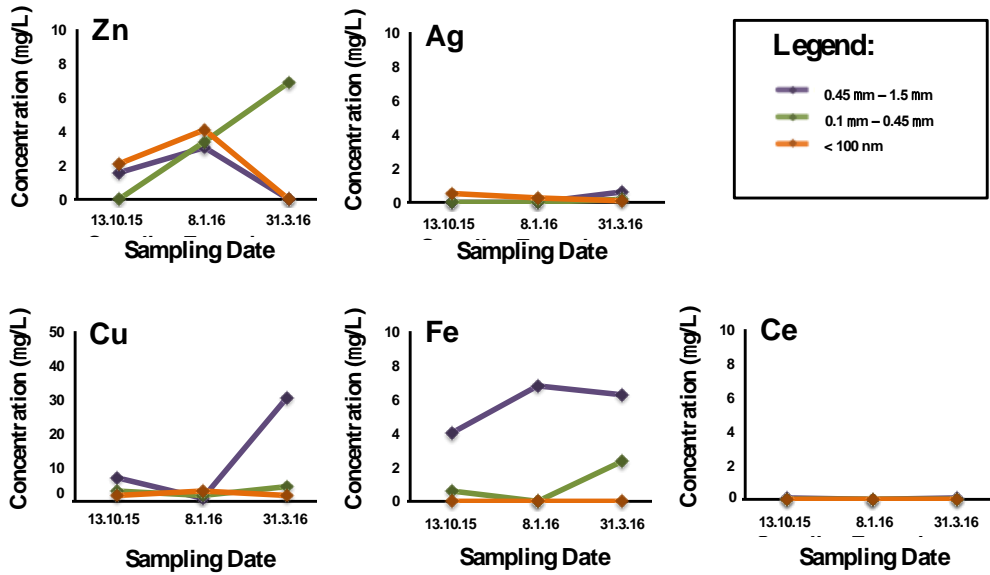 Zn
Concentration (mg/L)
10
8
6
4
2
0
13.10.15 8.1.16 31.3.16
Sampling Date
Ag
Concentration (mg/L)
10
8
6
4
2
0
13.10.15 8.1.16 31.3.16
Sampling Date
Legend:
0.45 mm – 1.5 mm
0.1 mm – 0.45 mm
< 100 nm
Cu
Concentration (mg/L)
50
40
30
20
10
0
13.10.15 8.1.16 31.3.16
Sampling Date
Fe
Concentration (mg/L)
10
8
6
4
2
0
13.10.15 8.1.16 31.3.16
Sampling Date
Ce
Concentration (mg/L)
10
8
6
4
2
0
13.10.15 8.1.16 31.3.16
Sampling Date